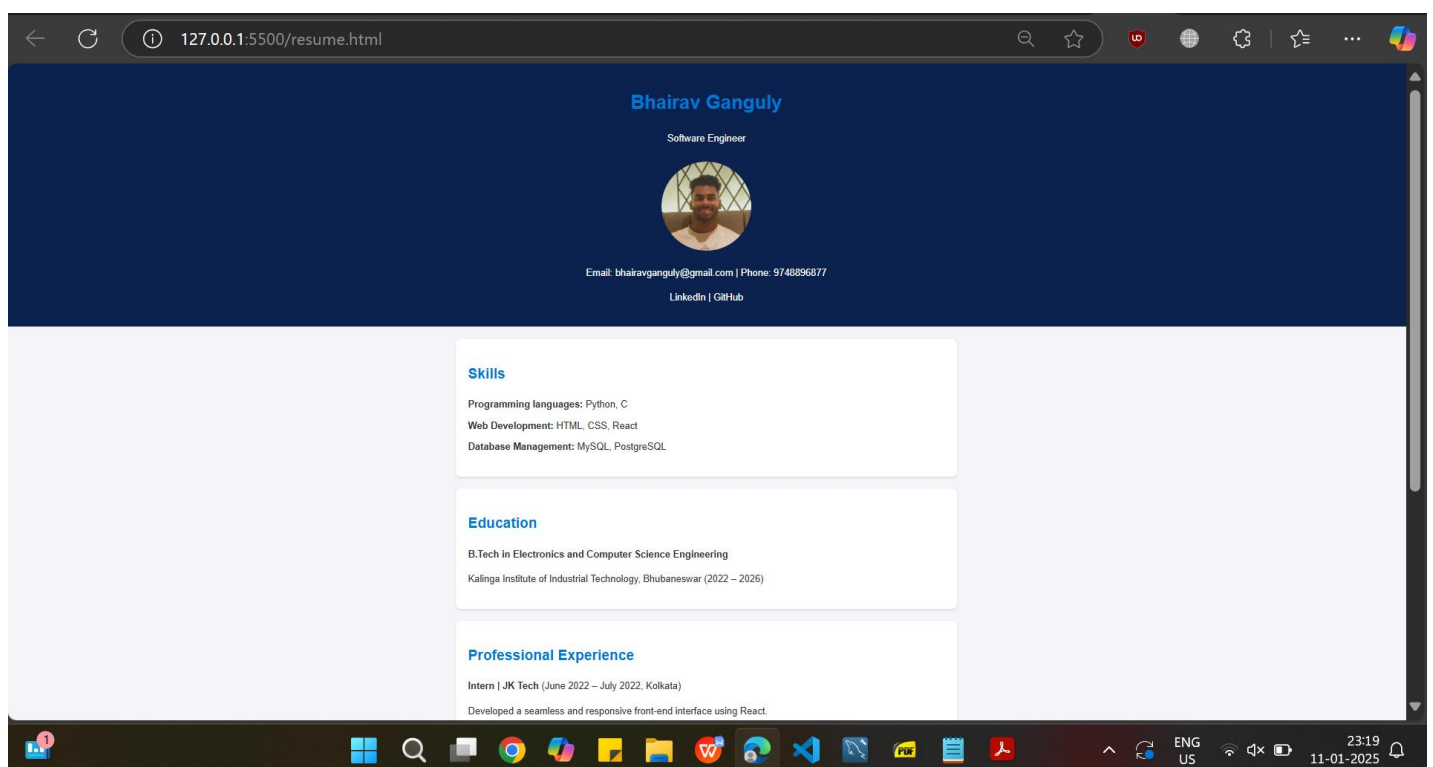 127.0.0.1:5500/resume.html
Bhairav Ganguly
Software Engineer
Email: bhairavganguly@gmail.com | Phone: 9748896877
LinkedIn | GitHub
Skills
Programming languages: Python, C
Web Development: HTML, CSS, React
Database Management: MySQL, PostgreSQL
Education
B.Tech in Electronics and Computer Science Engineering
Kalinga Institute of Industrial Technology, Bhubaneswar (2022 – 2026)
Professional Experience
Intern | JK Tech (June 2022 – July 2022, Kolkata)
Developed a seamless and responsive front-end interface using React.
1
PDF
ENG
US
23:19
11-01-2025